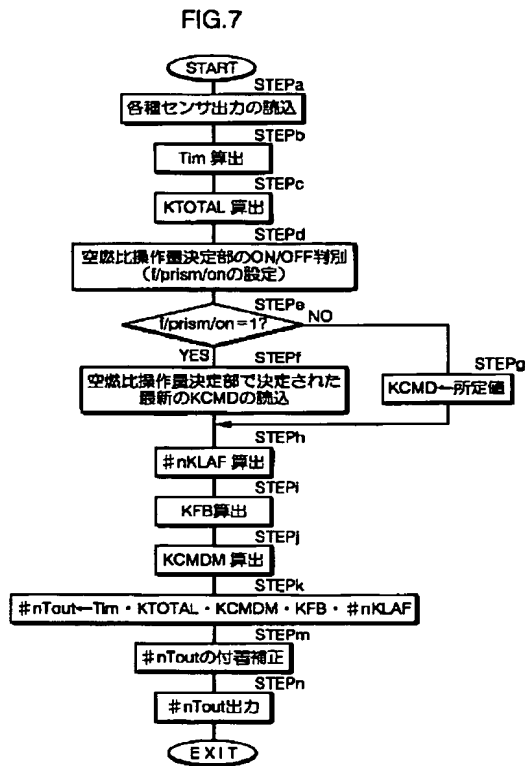 FIG.7
START
STEPa
各種センサ出力の読込
STEPb
Tim 算出
STEPc
KTOTAL 算出
STEPd
空燃比操作量決定部のON/OFF判別
(f/prism/onの設定)
STEPe
f/prism/on=1?
NO
YES
STEPf
空燃比操作量決定部で決定された
最新のKCMDの読込
STEPg
KCMD←所定値
STEPh
#nKLAF 算出
STEPi
KFB算出
STEPj
KCMDM 算出
STEPk
#nTout←Tim・KTOTAL・KCMDM・KFB・#nKLAF
STEPm
#nToutの付着補正
STEPn
#nTout出力
EXIT